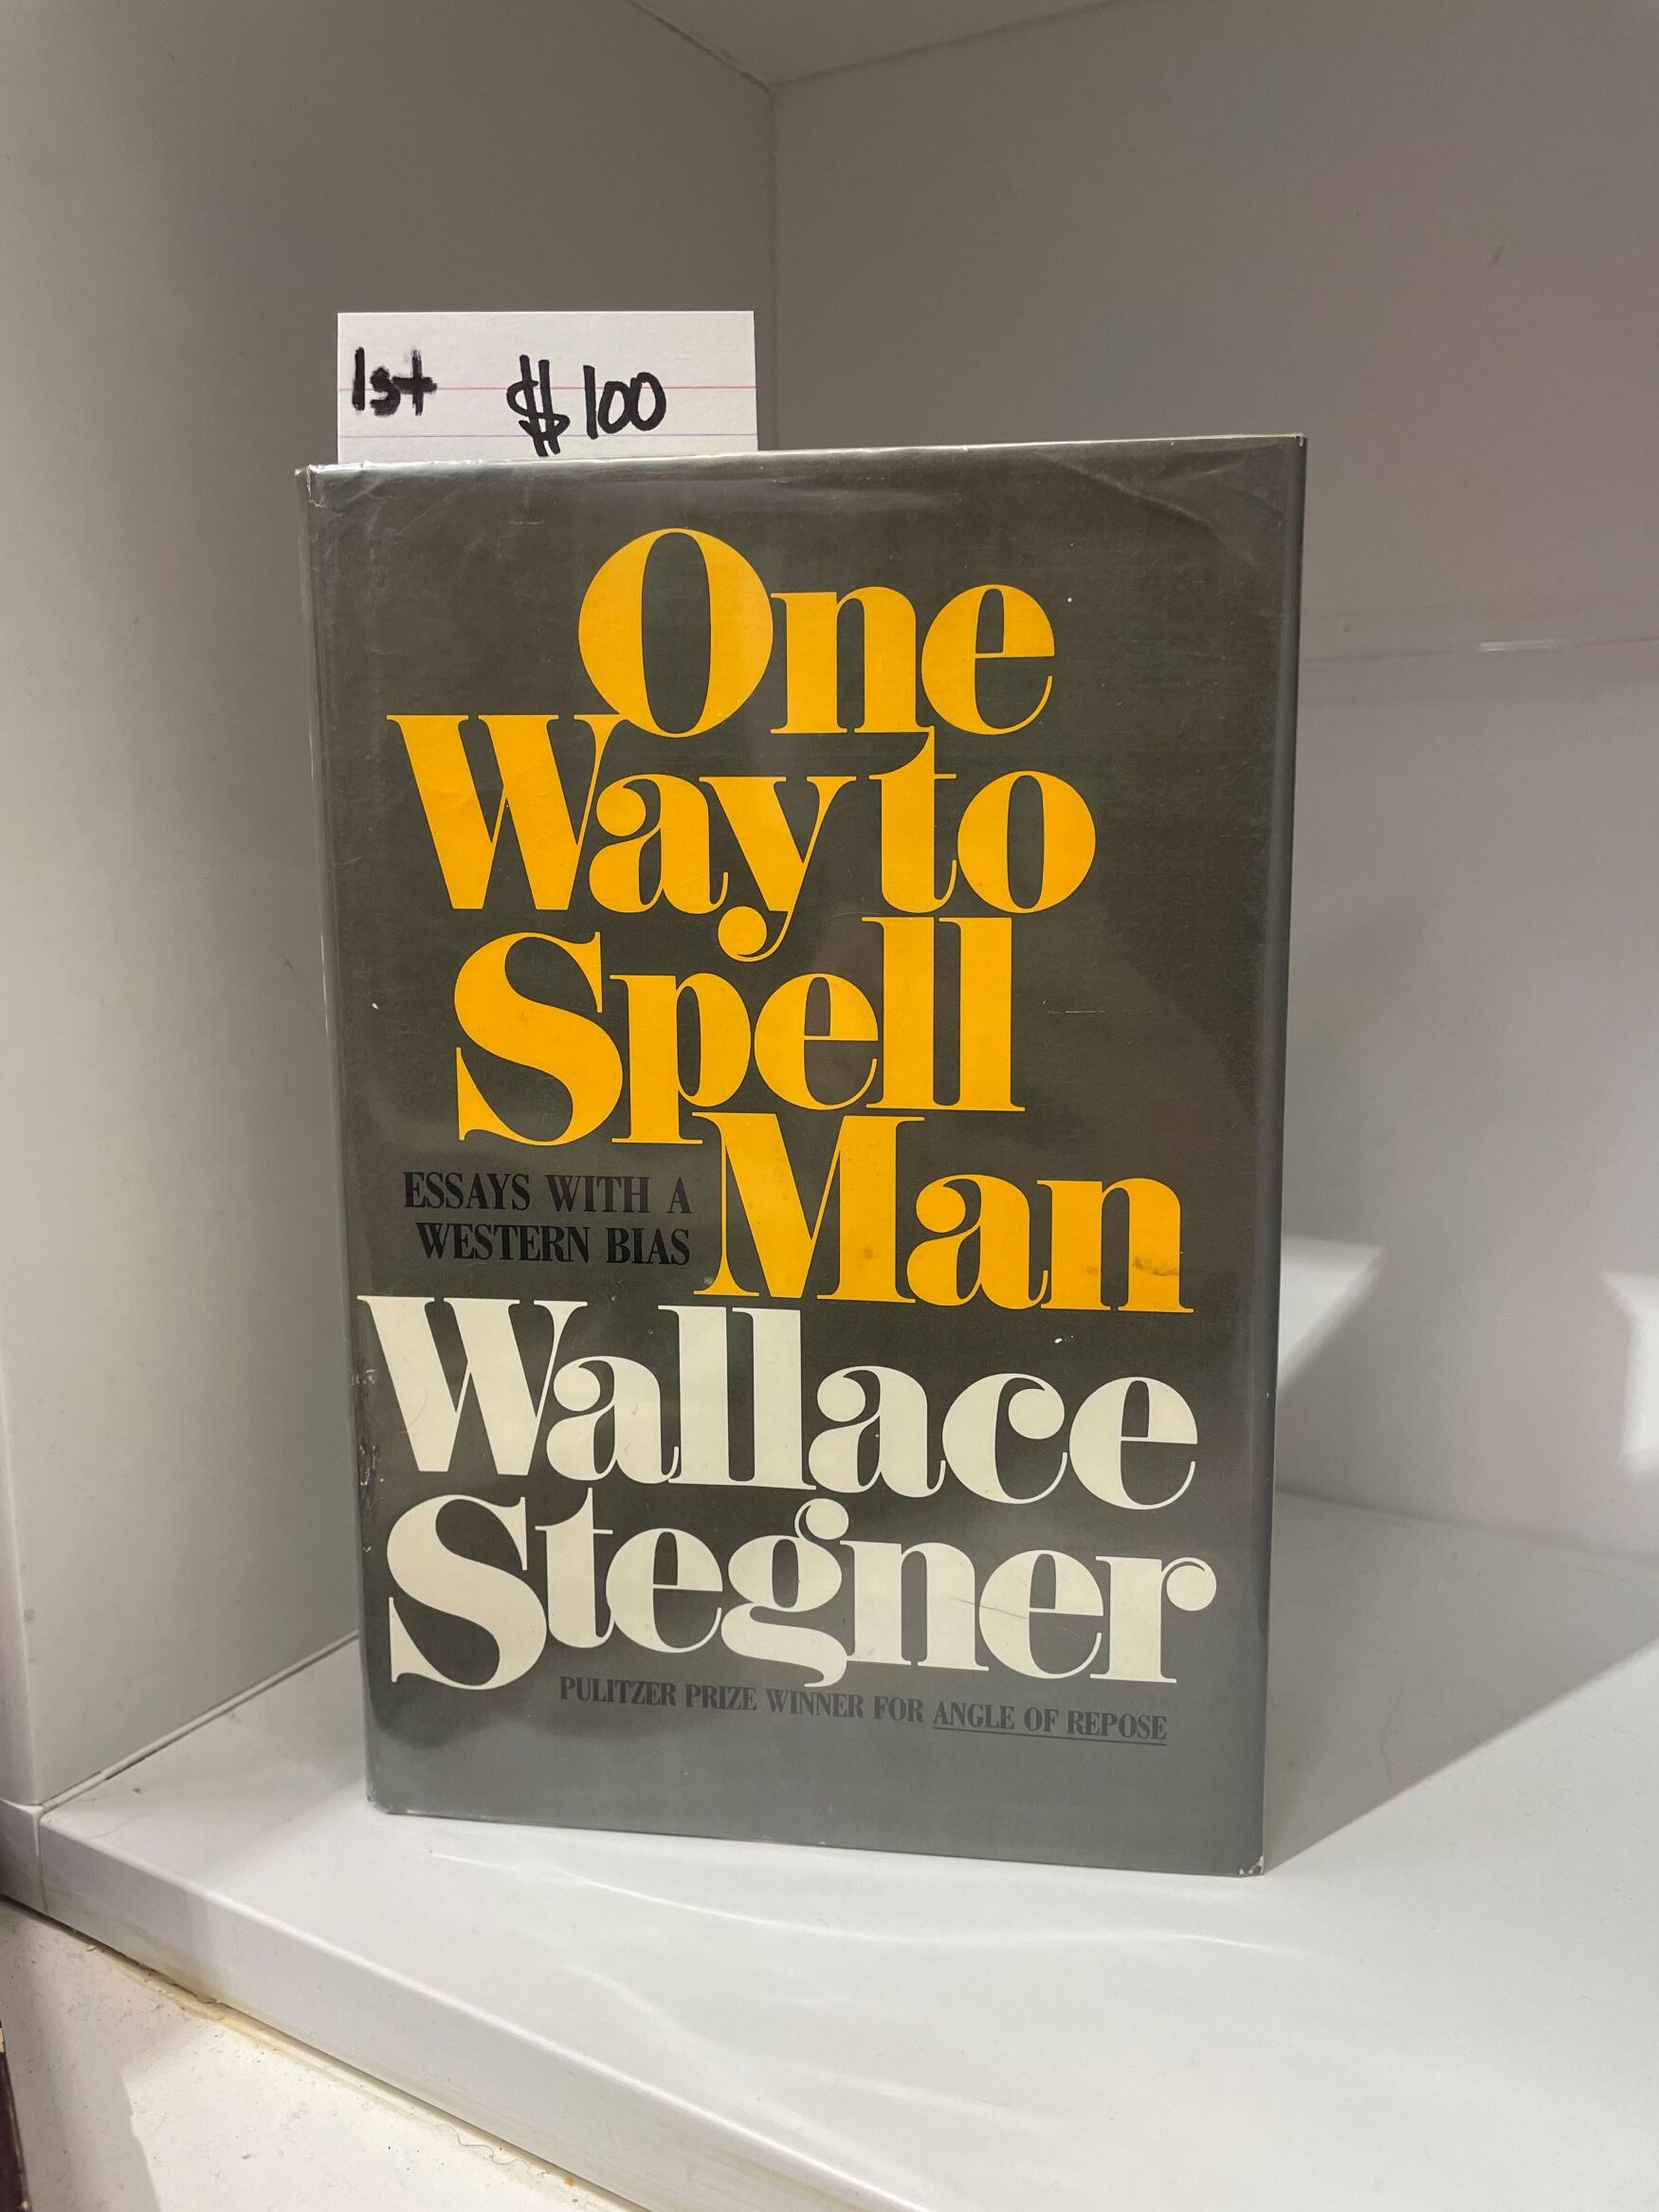 1st $100
One
Way to
Spell
Man
ESSAYS WITH A
WESTERN BIAS
Wallace
Stegner
PULITZER PRIZE WINNER FOR ANGLE OF REPOSE